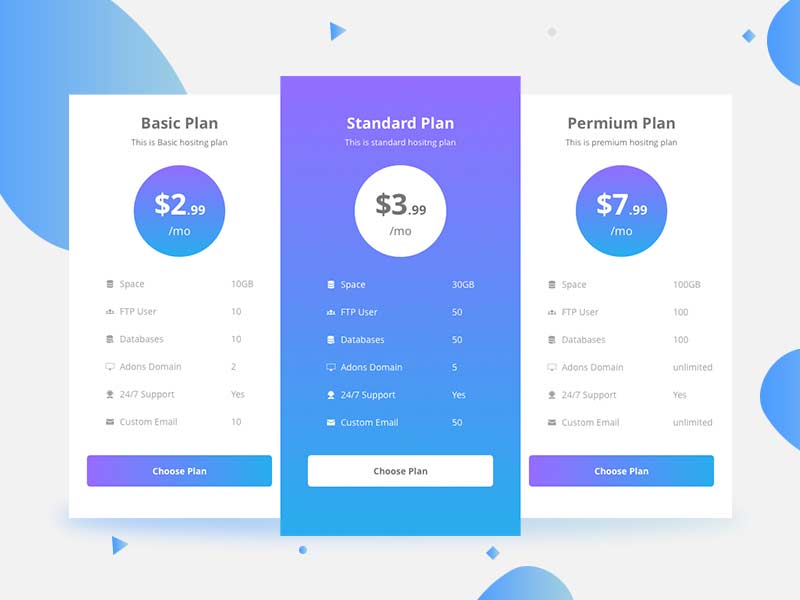 Basic Plan
This is Basic hositng plan
$2.99
/mo
Space 10GB
FTP User 10
Databases 10
Adons Domain 2
24/7 Support Yes
Custom Email 10
Choose Plan
Standard Plan
This is standard hositng plan
$3.99
/mo
Space 30GB
FTP User 50
Databases 50
Adons Domain 5
24/7 Support Yes
Custom Email 50
Choose Plan
Permium Plan
This is premium hositng plan
$7.99
/mo
Space 100GB
FTP User 100
Databases 100
Adons Domain unlimited
24/7 Support Yes
Custom Email unlimited
Choose Plan